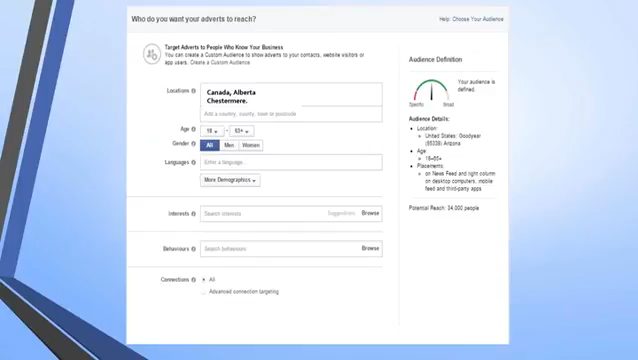 Who do you want your adverts to reach?
Help: Choose Your Audience
Target Adverts to People Who Know Your Business
You can create a Custom Audience to show adverts to your contacts, website visitors or
app users. Create a Custom Audience
Locations
Canada, Alberta
Chestermere.
Add a country, county, town or postcode
Age
18 - 65+
Gender
All Men Women
Languages
Enter a language.
More Demographics
Interests
Search interests
Suggestions
Browse
Behaviours
Search behaviours
Browse
Connections
All
Advanced connection targeting
Audience Definition
Your audience is
defined.
Specific
Broad
Audience Details:
Location:
United States: Goodyear
(85338) Arizona
Age:
18–65+
Placements:
on News Feed and right column
on desktop computers, mobile
feed and third-party apps
Potential Reach: 34,000 people